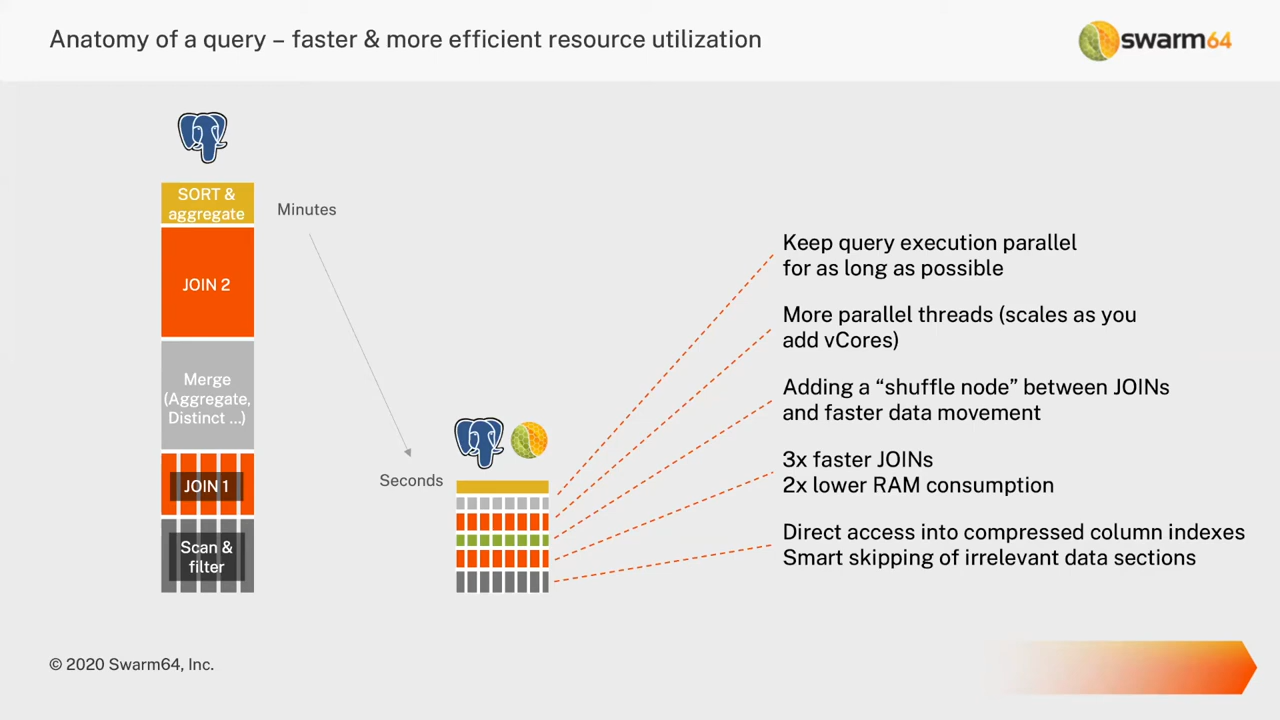 Anatomy of a query – faster & more efficient resource utilization
swarm64
SORT &
aggregate
Minutes
JOIN 2
Merge
(Aggregate,
Distinct ...)
JOIN 1
Scan &
filter
Seconds
Keep query execution parallel
for as long as possible
More parallel threads (scales as you
add vCores)
Adding a “shuffle node” between JOINs
and faster data movement
3x faster JOINs
2x lower RAM consumption
Direct access into compressed column indexes
Smart skipping of irrelevant data sections
© 2020 Swarm64, Inc.